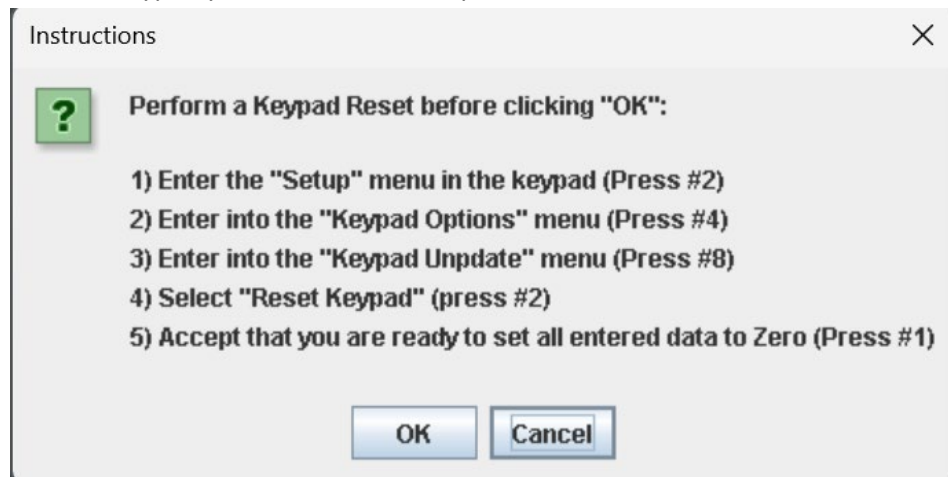 Instructions
?
Perform a Keypad Reset before clicking "OK":
1) Enter the "Setup" menu in the keypad (Press #2)
2) Enter into the "Keypad Options" menu (Press #4)
3) Enter into the "Keypad Unpdate" menu (Press #8)
4) Select "Reset Keypad" (press #2)
5) Accept that you are ready to set all entered data to Zero (Press #1)
OK Cancel